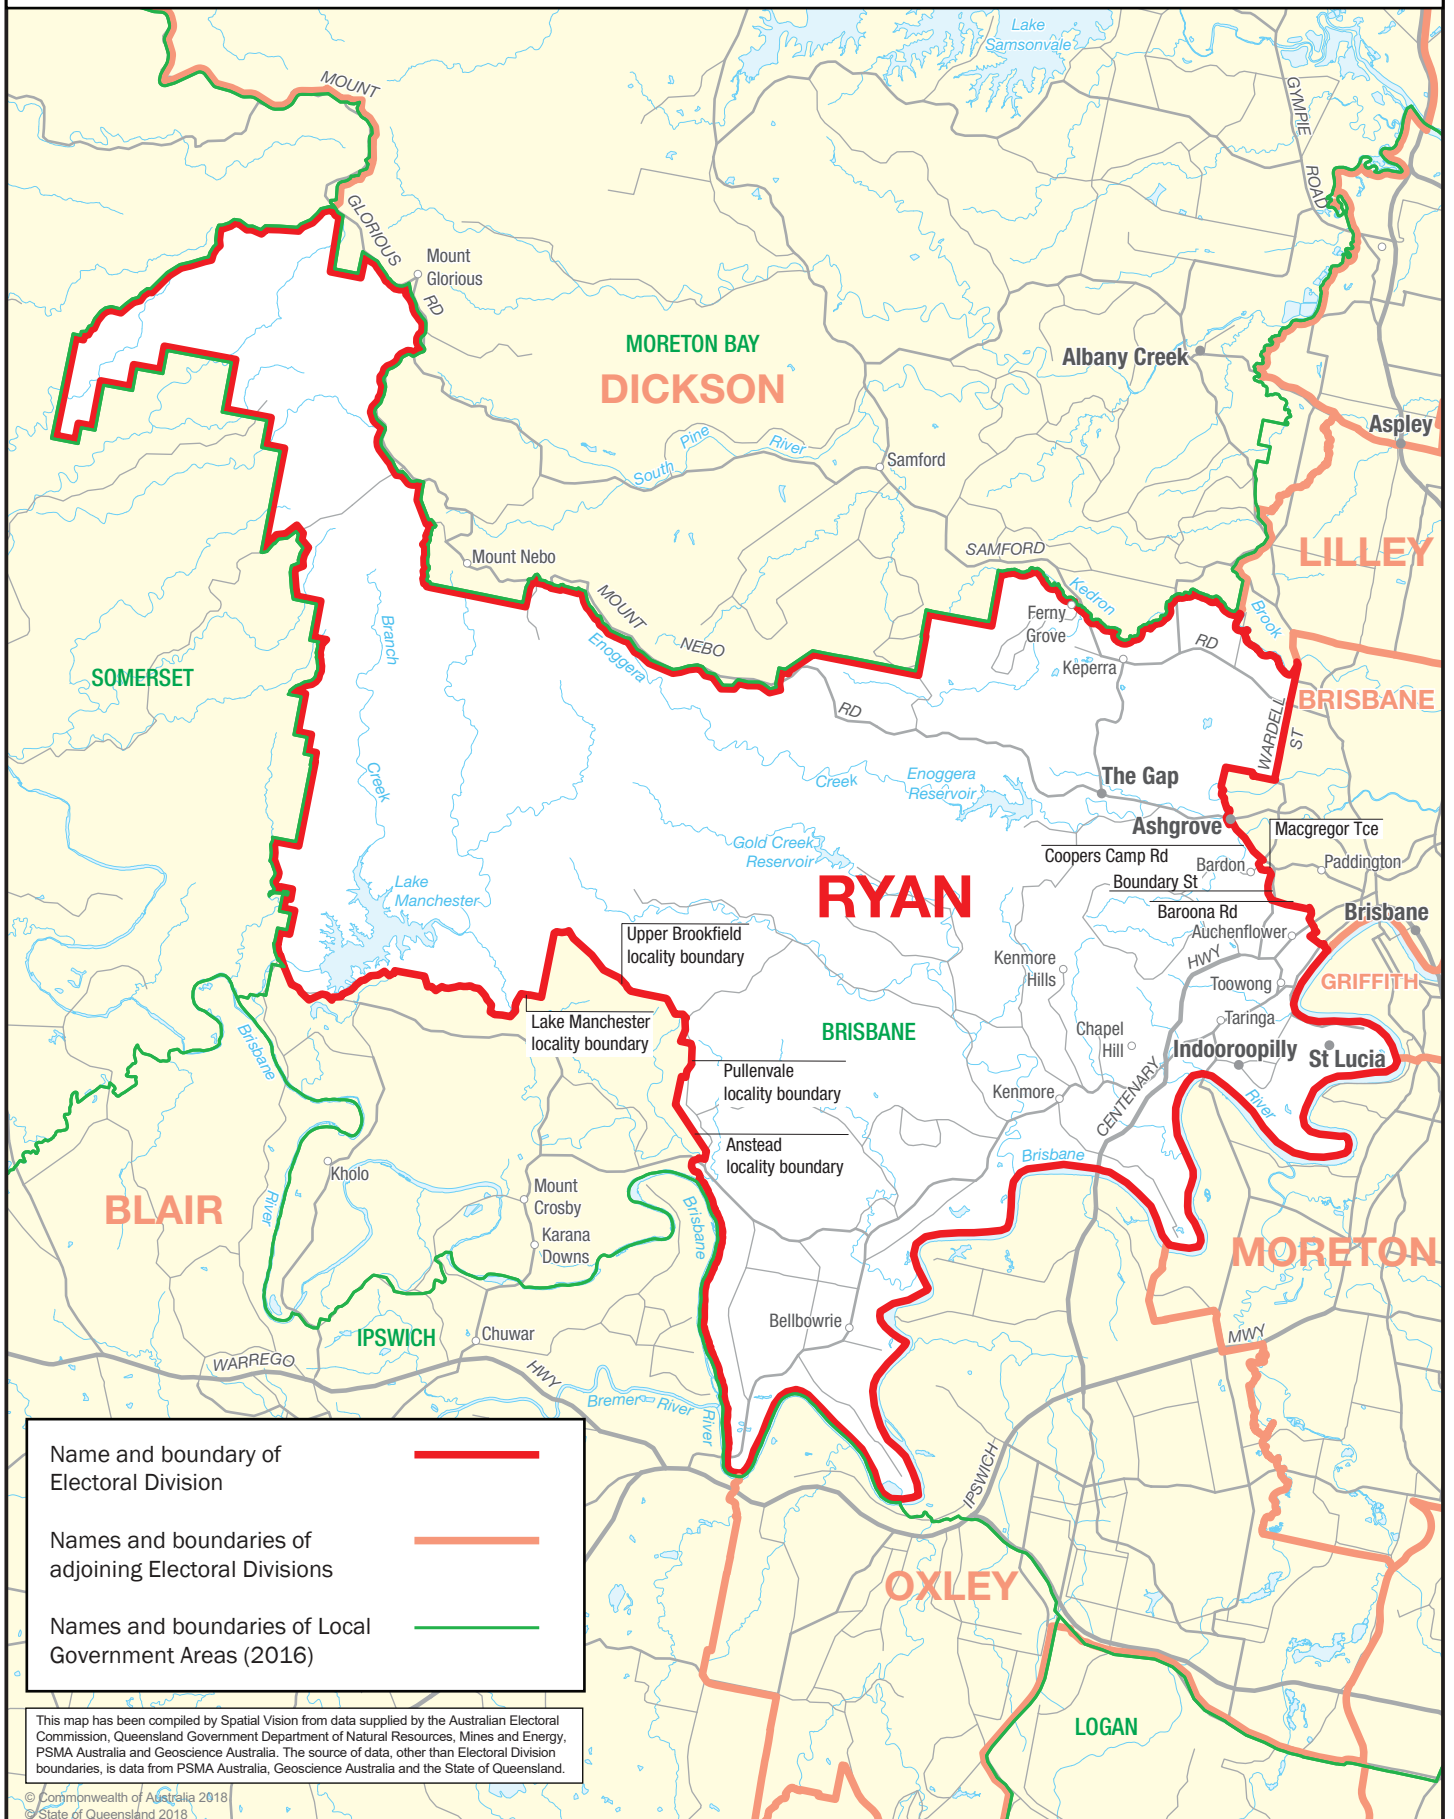 Lake
Samsonvale
MOUNT
GYMPIE
ROAD
GLORIOUS
RD
Mount
Glorious
MORETON BAY
DICKSON
Albany Creek
Aspley
South
Pine
River
Samford
SAMFORD
RD
LILLEY
Mount Nebo
MOUNT
NEBO
RD
Ferny
Grove
Kedron
Brook
Keperra
Branch
Creek
Enoggera
Creek
SOMERSET
BRISBANE
WARDELL
ST
Enoggera
Reservoir
The Gap
Ashgrove
Macgregor Tce
Coopers Camp Rd
Bardon
Paddington
Boundary St
Gold Creek
Reservoir
RYAN
Lake
Manchester
Baroona Rd
Brisbane
Auchenflower
Upper Brookfield
locality boundary
HWY
Kenmore
Hills
Toowong
GRIFFITH
Lake Manchester
locality boundary
BRISBANE
Taringa
Chapel
Hill
Indooroopilly
St Lucia
Brisbane
River
Pullenvale
locality boundary
Kenmore
CENTENARY
River
Anstead
locality boundary
Brisbane
Kholo
Mount
Crosby
Karana
Downs
Brisbane
River
BLAIR
MORETON
Bellbowrie
IPSWICH
Chuwar
MWY
WARREGO
HWY
Bremer
River
IPSWICH
Name and boundary of
Electoral Division
Names and boundaries of
adjoining Electoral Divisions
Names and boundaries of Local
Government Areas (2016)
OXLEY
LOGAN
This map has been compiled by Spatial Vision from data supplied by the Australian Electoral
Commission, Queensland Government Department of Natural Resources, Mines and Energy,
PSMA Australia and Geoscience Australia. The source of data, other than Electoral Division
boundaries, is data from PSMA Australia, Geoscience Australia and the State of Queensland.
© Commonwealth of Australia 2018
© State of Queensland 2018